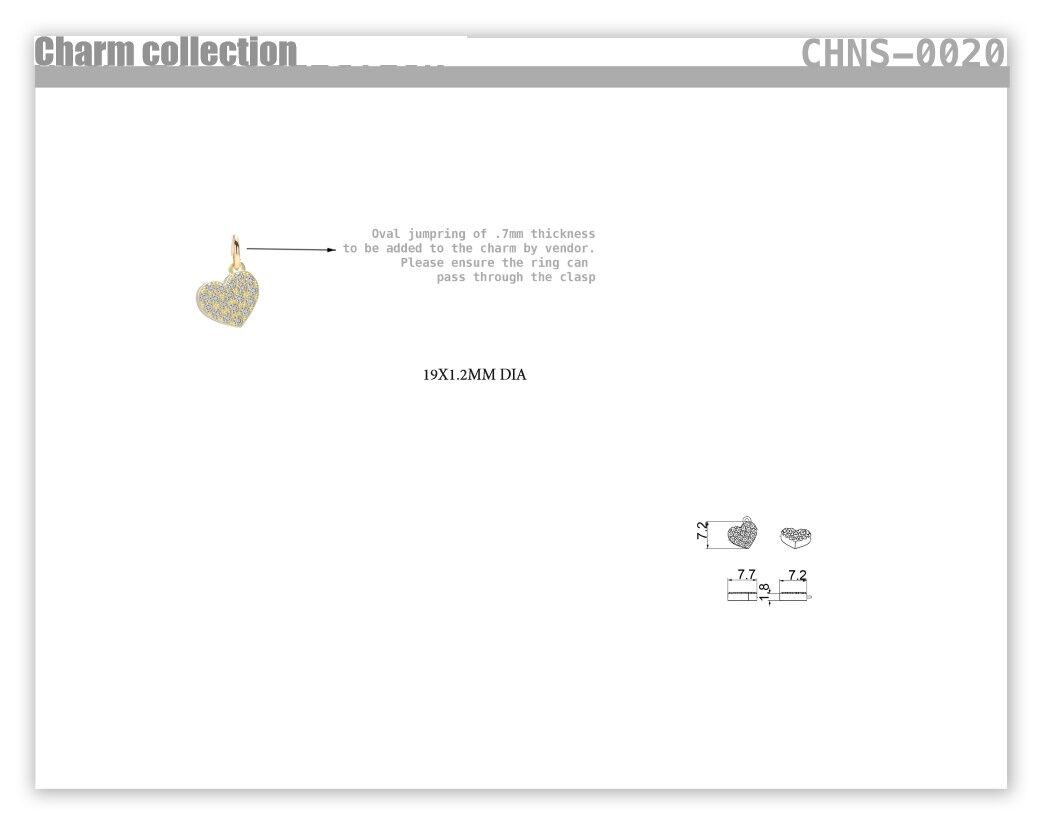 Charm collection
CHNS-0020
Oval jumpring of .7mm thickness
to be added to the charm by vendor.
Please ensure the ring can
pass through the clasp
19X1.2MM DIA
7.2
7.7
1.8
7.2